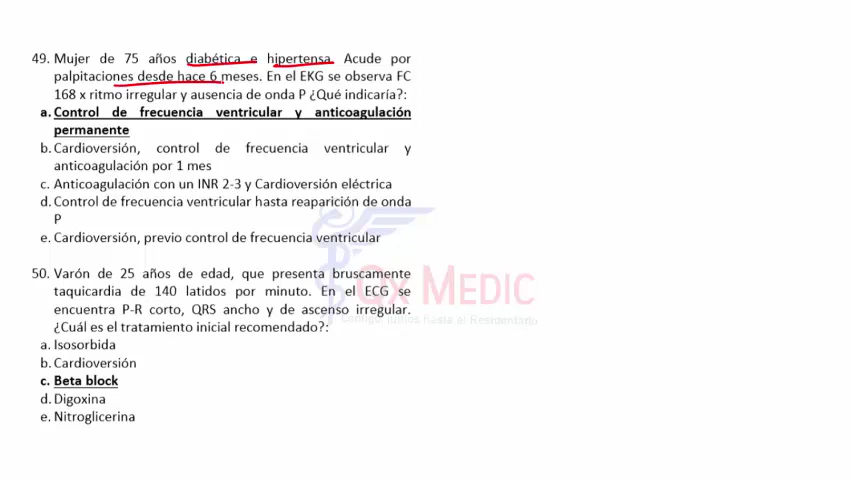 49. Mujer de 75 años diabética e hipertensa. Acude por
palpitaciones desde hace 6 meses. En el EKG se observa FC
168 x ritmo irregular y ausencia de onda P ¿Qué indicaría?:
a. Control de frecuencia ventricular y anticoagulación
permanente
b. Cardioversión, control de frecuencia ventricular y
anticoagulación por 1 mes
c. Anticoagulación con un INR 2-3 y Cardioversión eléctrica
d. Control de frecuencia ventricular hasta reaparición de onda
P
e. Cardioversión, previo control de frecuencia ventricular
50. Varón de 25 años de edad, que presenta bruscamente
taquicardia de 140 latidos por minuto. En el ECG se
encuentra P-R corto, QRS ancho y de ascenso irregular.
¿Cuál es el tratamiento inicial recomendado?:
a. Isosorbida
b. Cardioversión
c. Beta block
d. Digoxina
e. Nitroglicerina
Qx MEDIC
hasta el Residentado